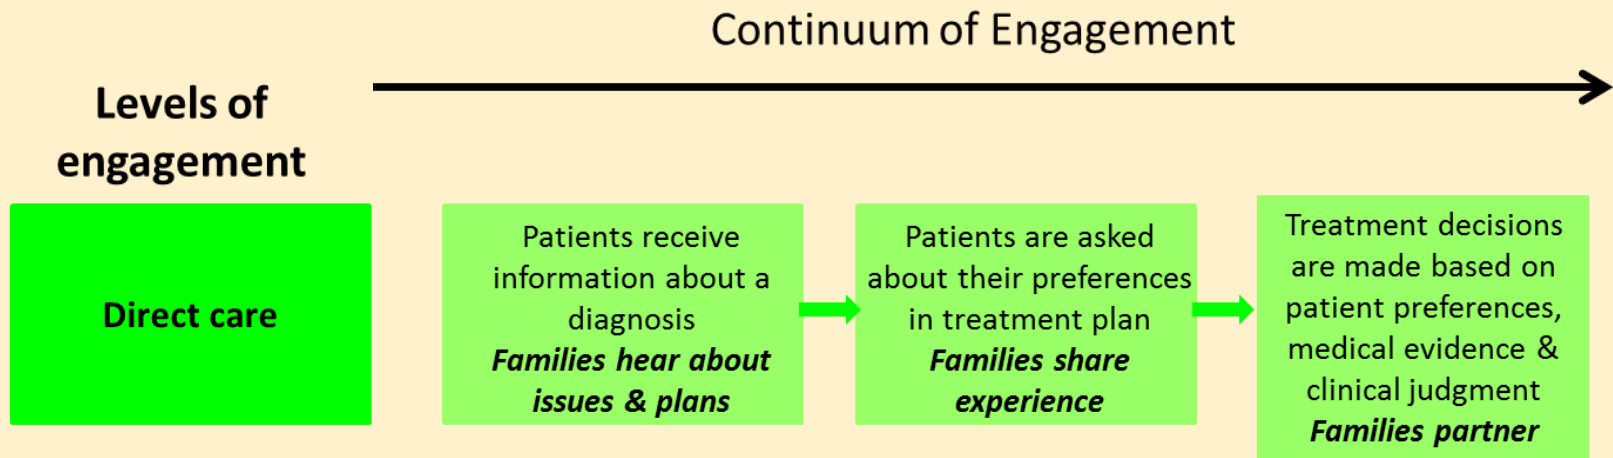 Continuum of Engagement
Levels of
engagement
Direct care
Patients receive
information about a
diagnosis
Families hear about
issues & plans
Patients are asked
about their preferences
in treatment plan
Families share
experience
Treatment decisions
are made based on
patient preferences,
medical evidence &
clinical judgment
Families partner